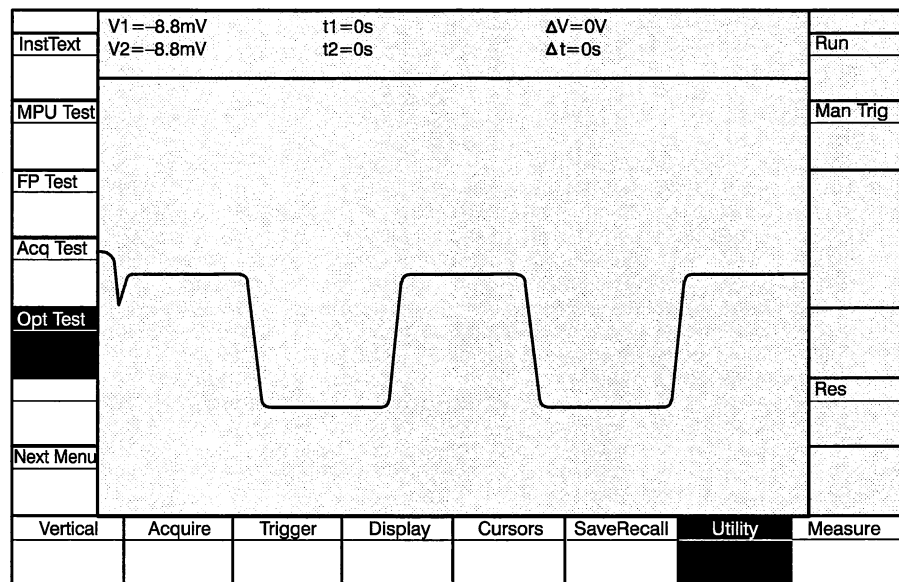 V1=–8.8mV t1=0s ΔV=0V
V2=–8.8mV t2=0s Δt=0s
InstText
MPU Test
FP Test
Acq Test
Opt Test
Next Menu
Run
Man Trig
Res
Vertical Acquire Trigger Display Cursors SaveRecall Utility Measure